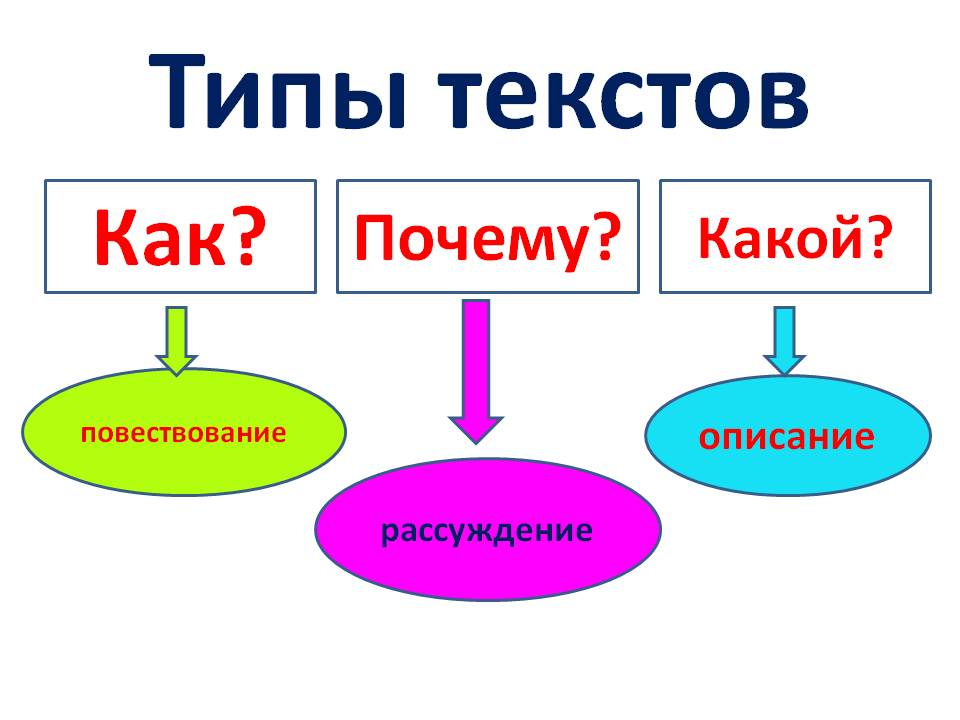 Типы текстов
Как?
Почему?
Какой?
повествование
рассуждение
описание